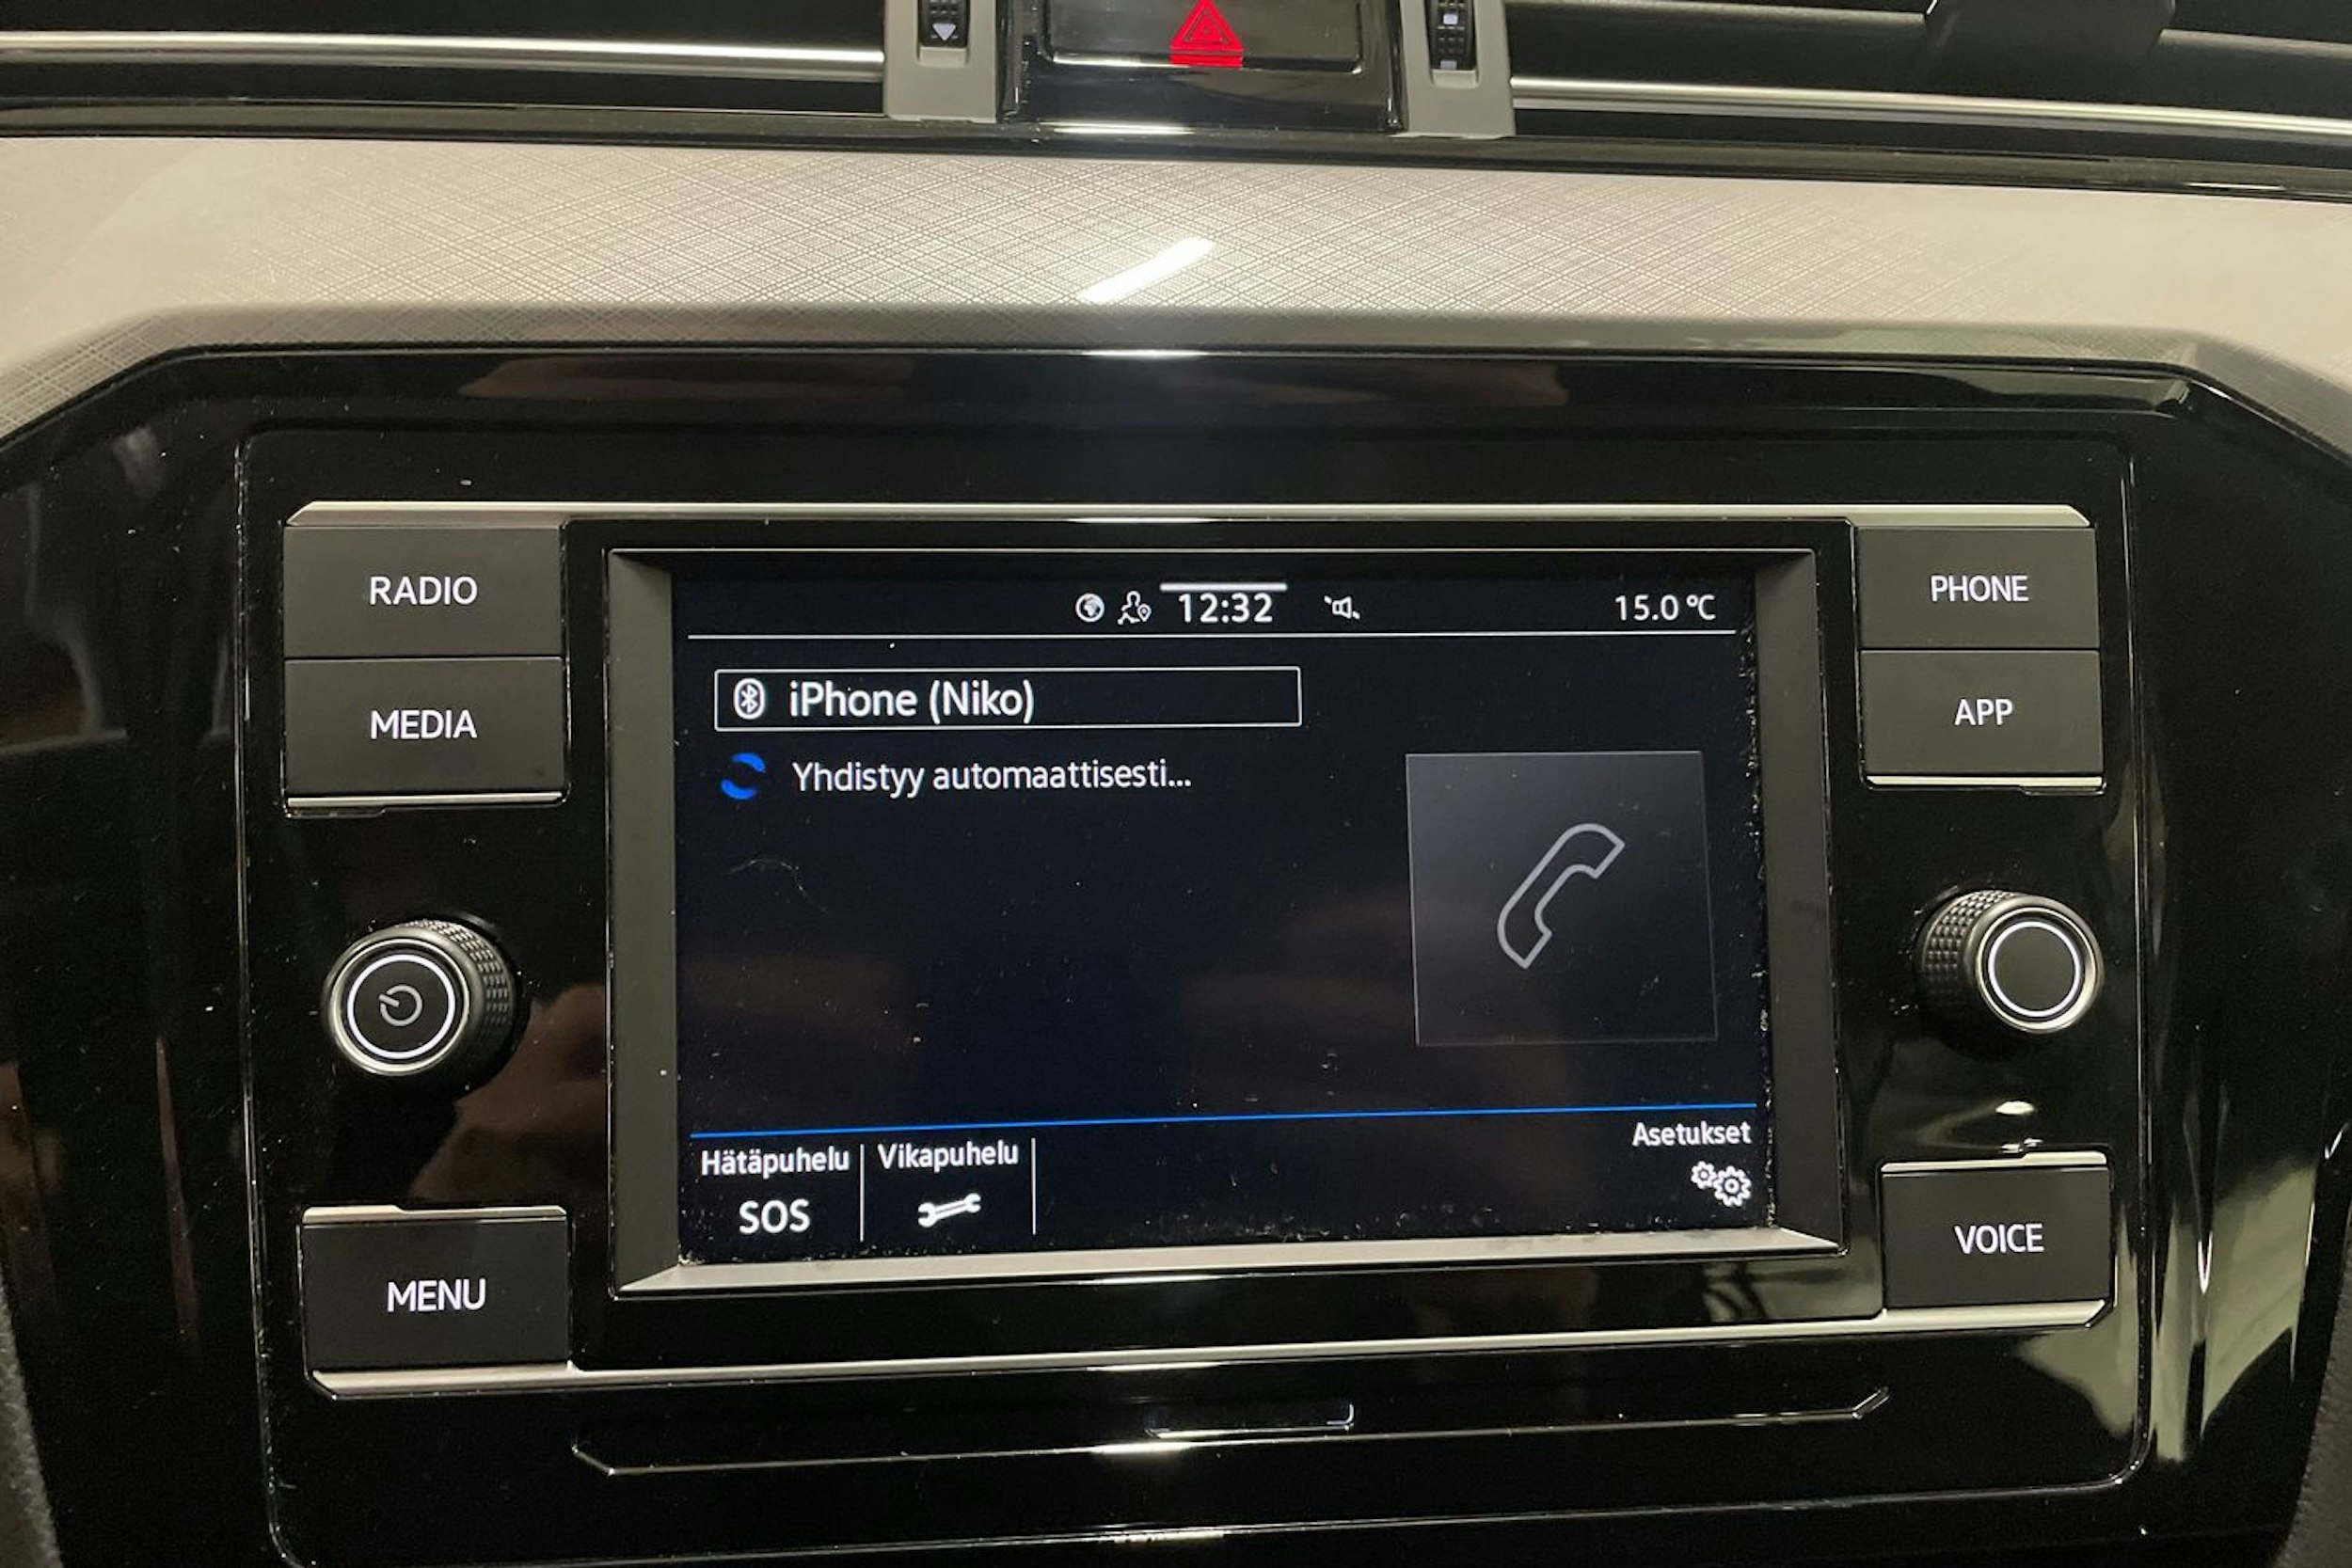 RADIO
MEDIA
MENU
12:32
15.0 °C
iPhone (Niko)
Yhdistyy automaattisesti...
Hätäpuhelu
SOS
Vikapuhelu
Asetukset
PHONE
APP
VOICE